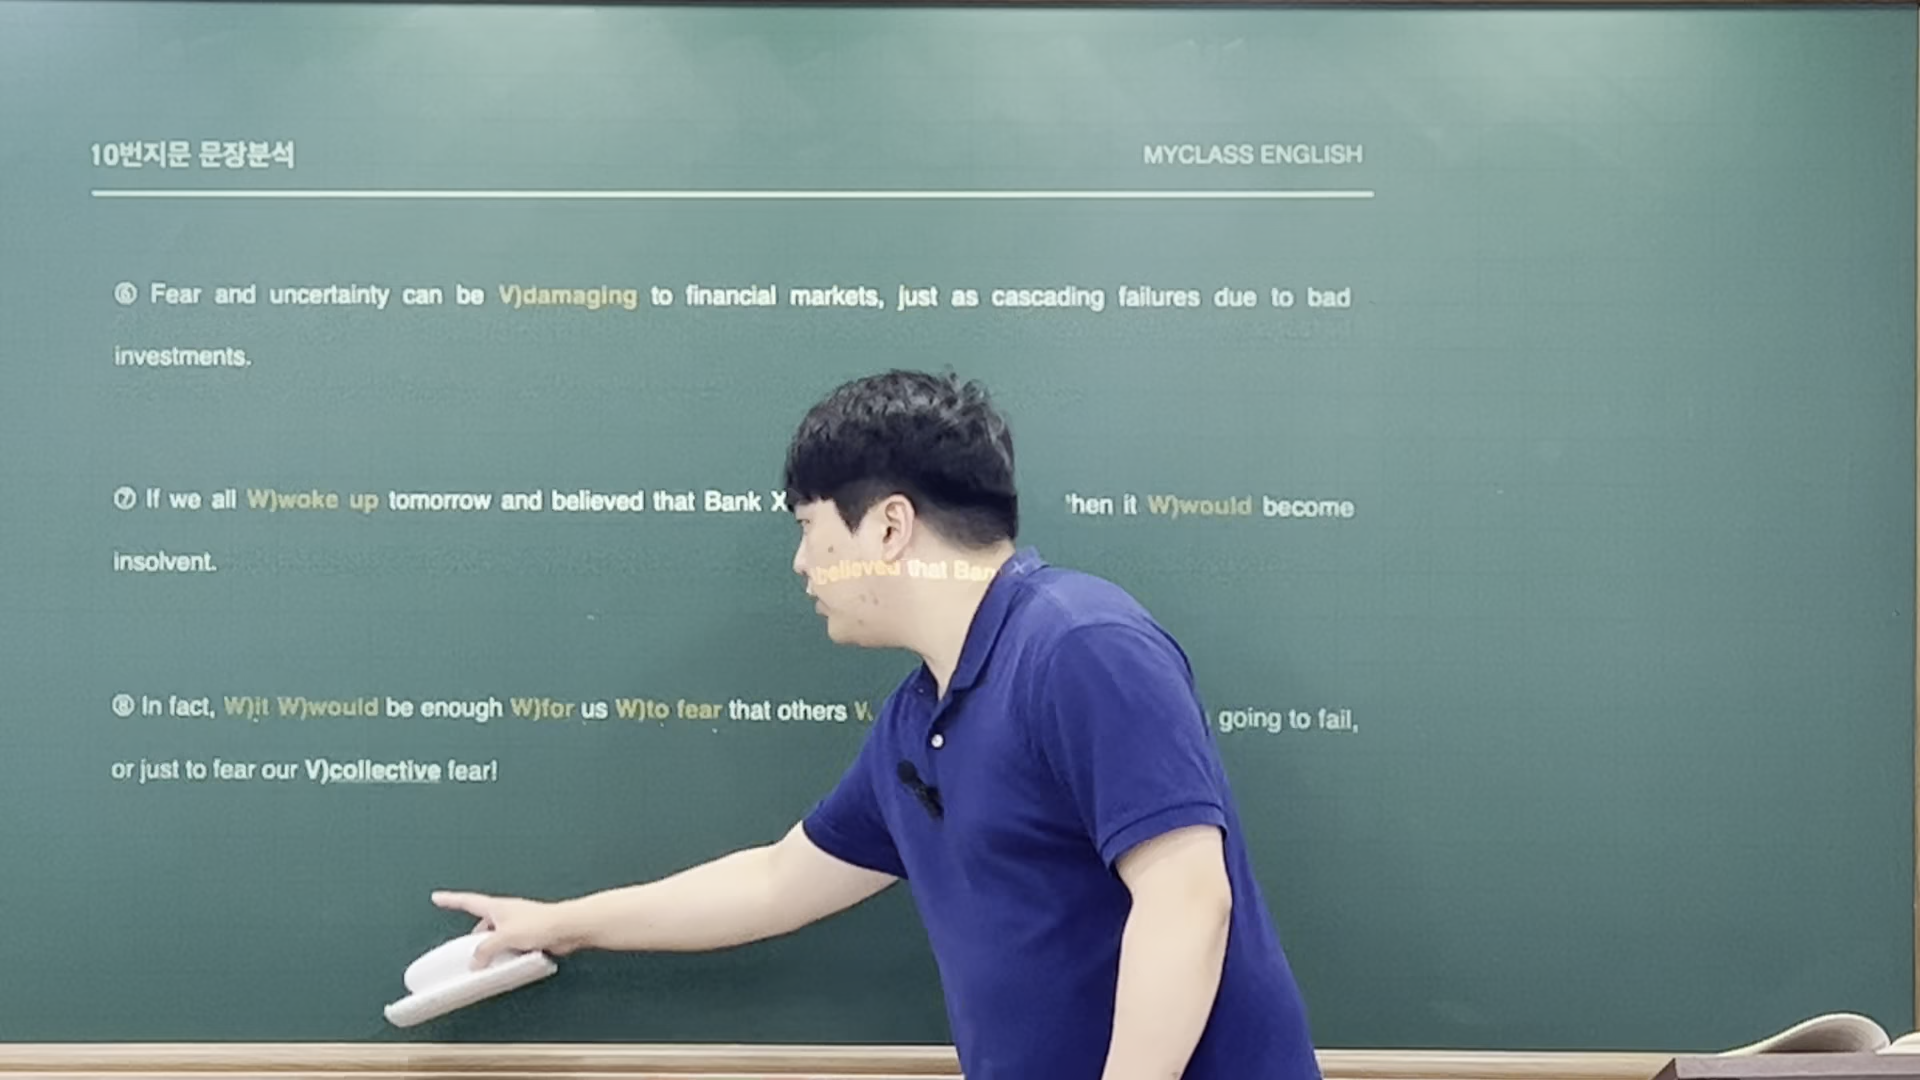 10번지문 문장분석
MYCLASS ENGLISH
⑥ Fear and uncertainty can be V)damaging to financial markets, just as cascading failures due to bad
investments.
⑦ If we all W)woke up tomorrow and believed that Bank X hen it W)would become
insolvent.
believed that Ban
⑧ In fact, W)it W)would be enough W)for us W)to fear that others going to fail,
or just to fear our V)collective fear!